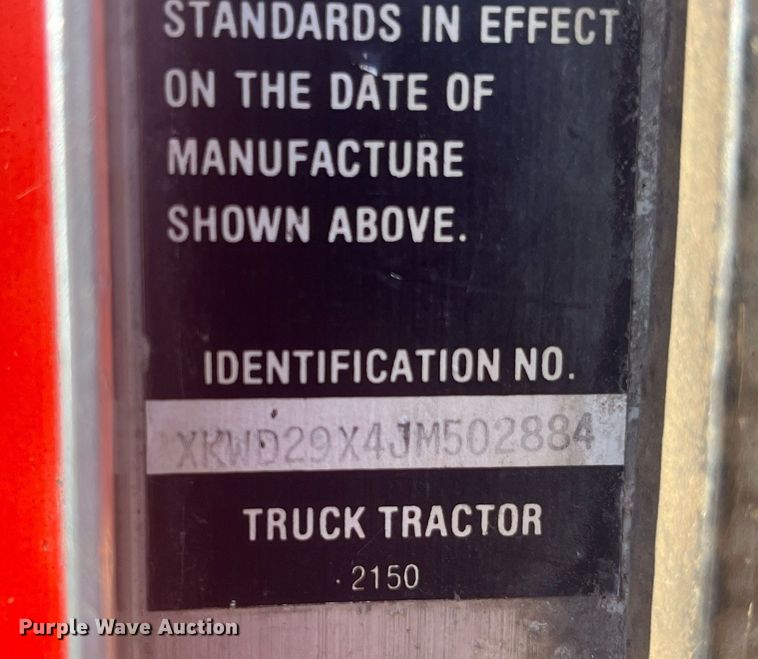 STANDARDS IN EFFECT
ON THE DATE OF
MANUFACTURE
SHOWN ABOVE.
IDENTIFICATION NO.
XKWD29X4JM502884
TRUCK TRACTOR
· 2150
Purple Wave Auction